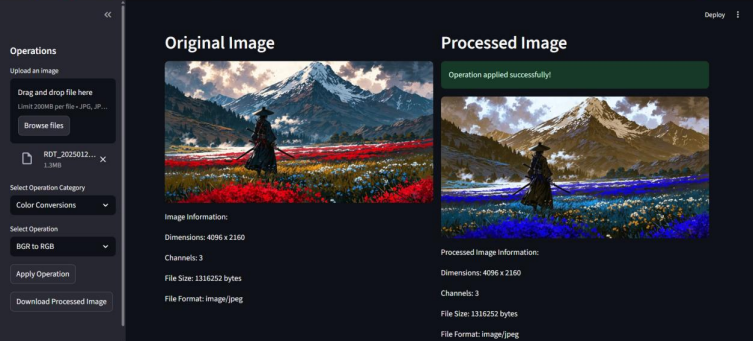 Deploy
Operations
Upload an image
Drag and drop file here
Limit 200MB per file • JPG, JP...
Browse files
RDT_2025012...
1.3MB
Select Operation Category
Color Conversions
Select Operation
BGR to RGB
Apply Operation
Download Processed Image
Original Image
Image Information:
Dimensions: 4096 x 2160
Channels: 3
File Size: 1316252 bytes
File Format: image/jpeg
Processed Image
Operation applied successfully!
Processed Image Information:
Dimensions: 4096 x 2160
Channels: 3
File Size: 1316252 bytes
File Format: image/jpeg